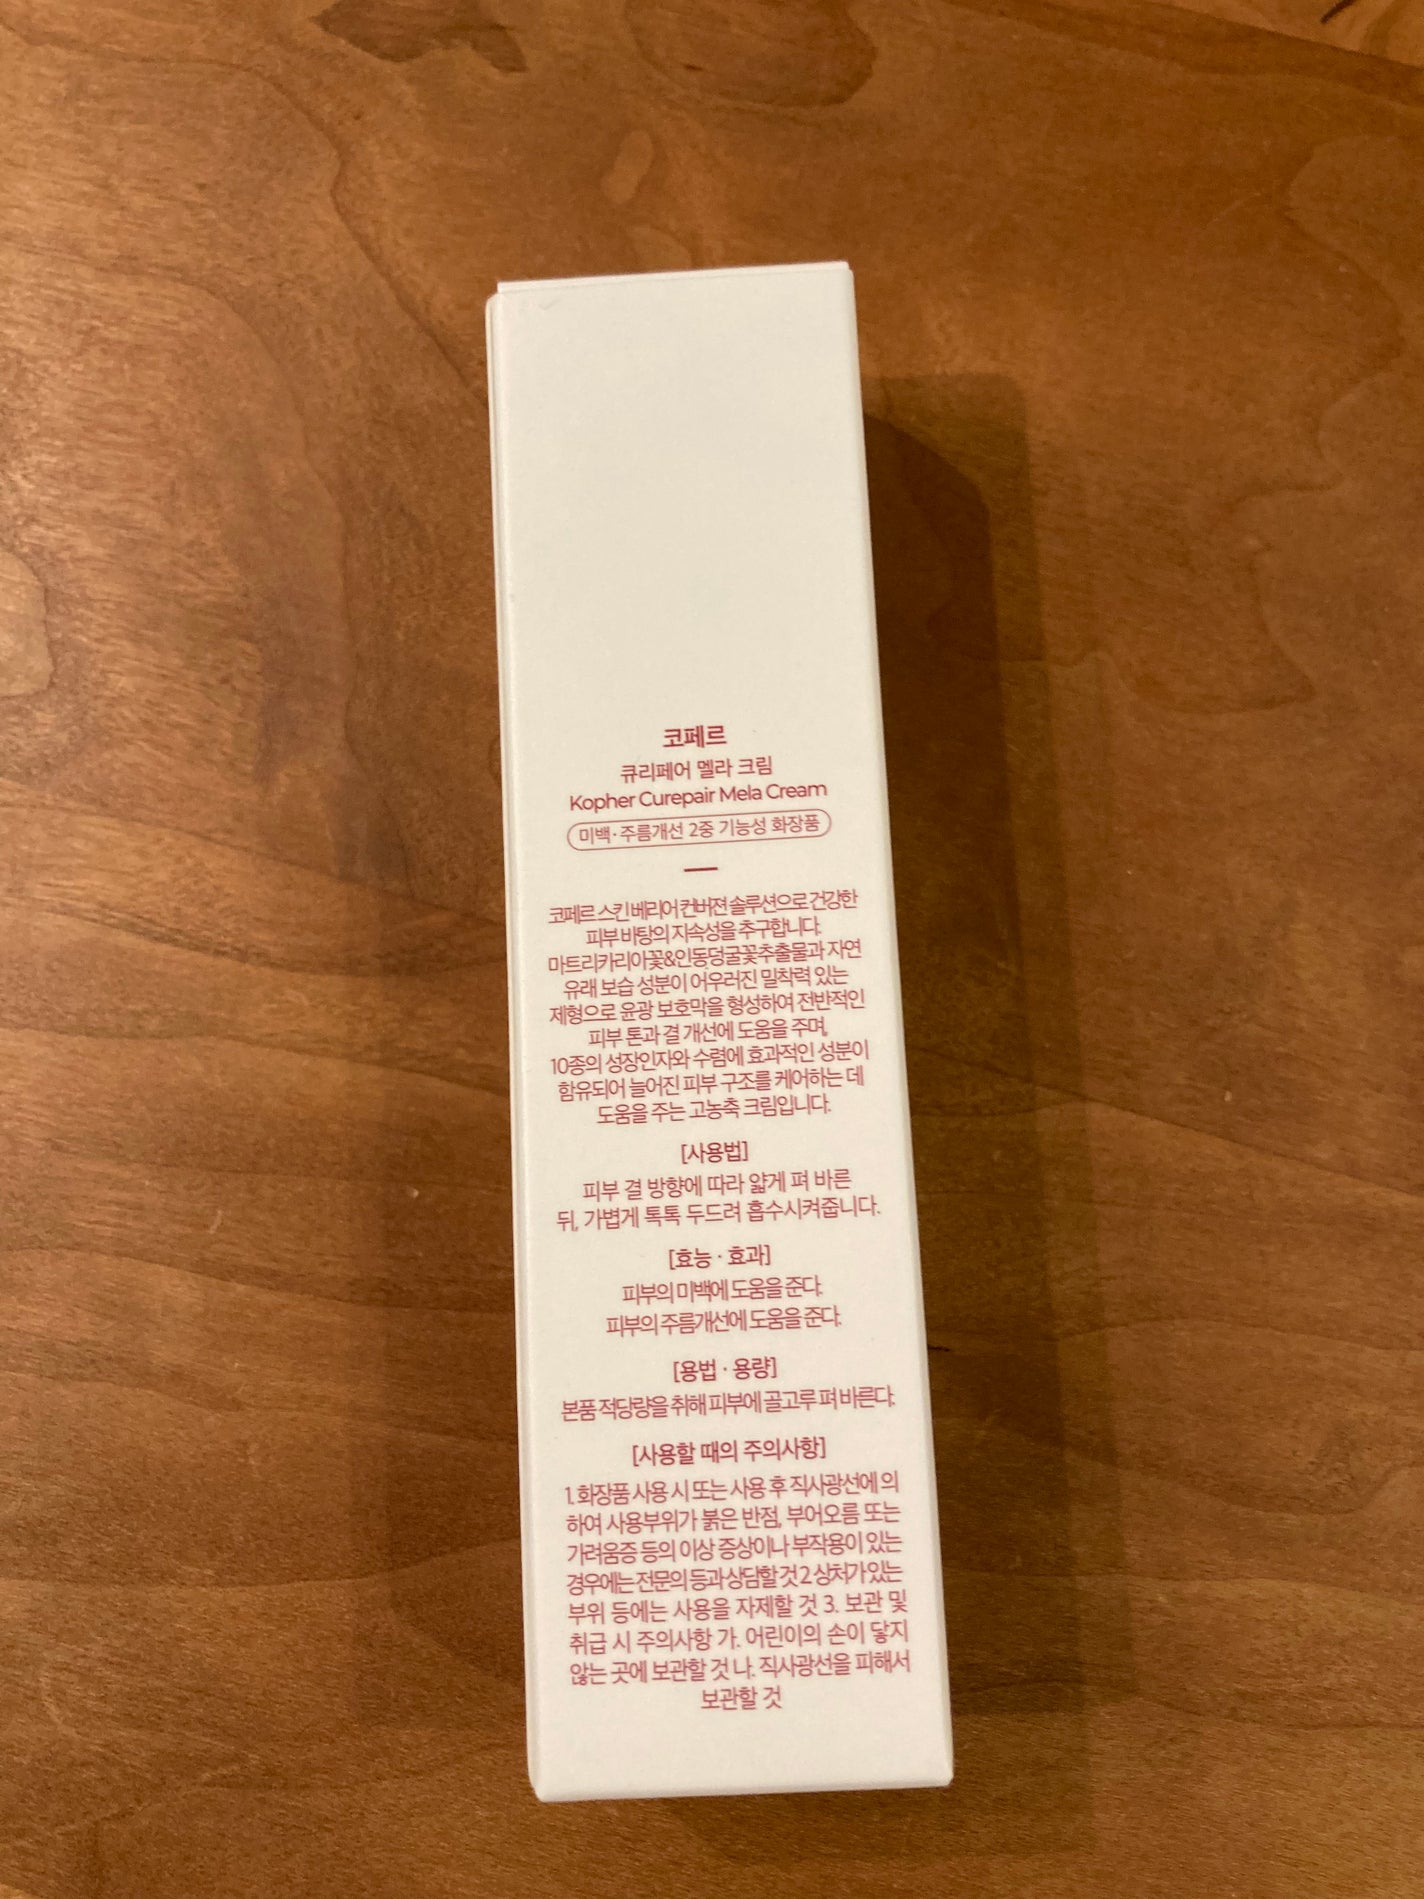 코페르
큐리페어 멜라 크림
Kopher Curepair Mela Cream
미백·주름개선 2중 기능성 화장품
코페르 스킨 베리어 컨버젼 솔루션으로 건강한
피부 바탕의 지속성을 추구합니다.
마트리카리아꽃&인동덩굴꽃추출물과 자연
유래 보습 성분이 어우러진 밀착력 있는
제형으로 윤광 보호막을 형성하여 전반적인
피부 톤과 결 개선에 도움을 주며,
10종의 성장인자와 수렴에 효과적인 성분이
함유되어 늘어진 피부 구조를 케어하는 데
도움을 주는 고농축 크림입니다.
[사용법]
피부 결 방향에 따라 얇게 펴 바른
뒤, 가볍게 톡톡 두드려 흡수시켜줍니다.
[효능 · 효과]
피부의 미백에 도움을 준다.
피부의 주름개선에 도움을 준다.
[용법 · 용량]
본품 적당량을 취해 피부에 골고루 펴 바른다.
[사용할 때의 주의사항]
1. 화장품 사용 시 또는 사용 후 직사광선에 의
하여 사용부위가 붉은 반점, 부어오름 또는
가려움증 등의 이상 증상이나 부작용이 있는
경우에는 전문의 등과 상담할 것 2 상처가 있는
부위 등에는 사용을 자제할 것 3. 보관 및
취급 시 주의사항 가. 어린이의 손이 닿지
않는 곳에 보관할 것 나. 직사광선을 피해서
보관할 것